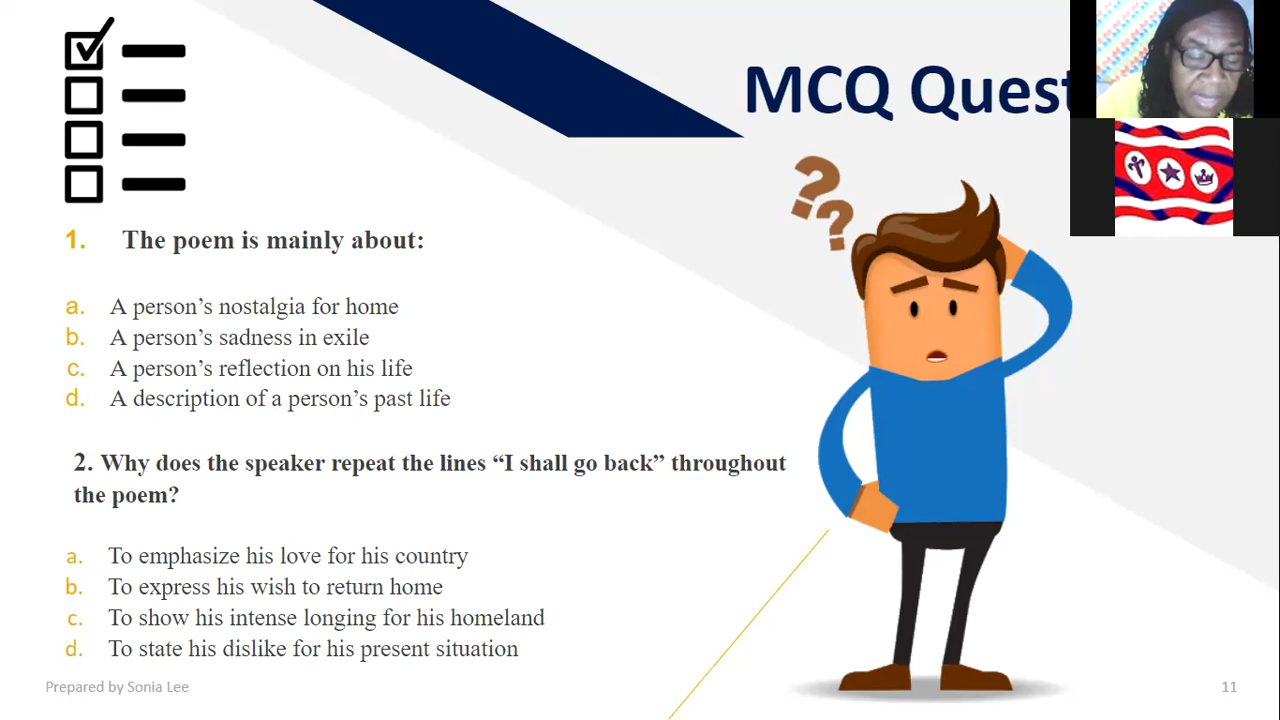 MCQ Quest
1. The poem is mainly about:
a. A person’s nostalgia for home
b. A person’s sadness in exile
c. A person’s reflection on his life
d. A description of a person’s past life
2. Why does the speaker repeat the lines “I shall go back” throughout
the poem?
a. To emphasize his love for his country
b. To express his wish to return home
c. To show his intense longing for his homeland
d. To state his dislike for his present situation
Prepared by Sonia Lee
11